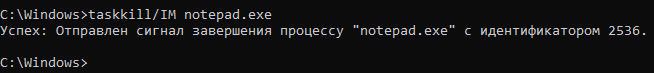 C:\Windows>taskkill/IM notepad.exe
Успех: Отправлен сигнал завершения процессу "notepad.exe" с идентификатором 2536.
C:\Windows>